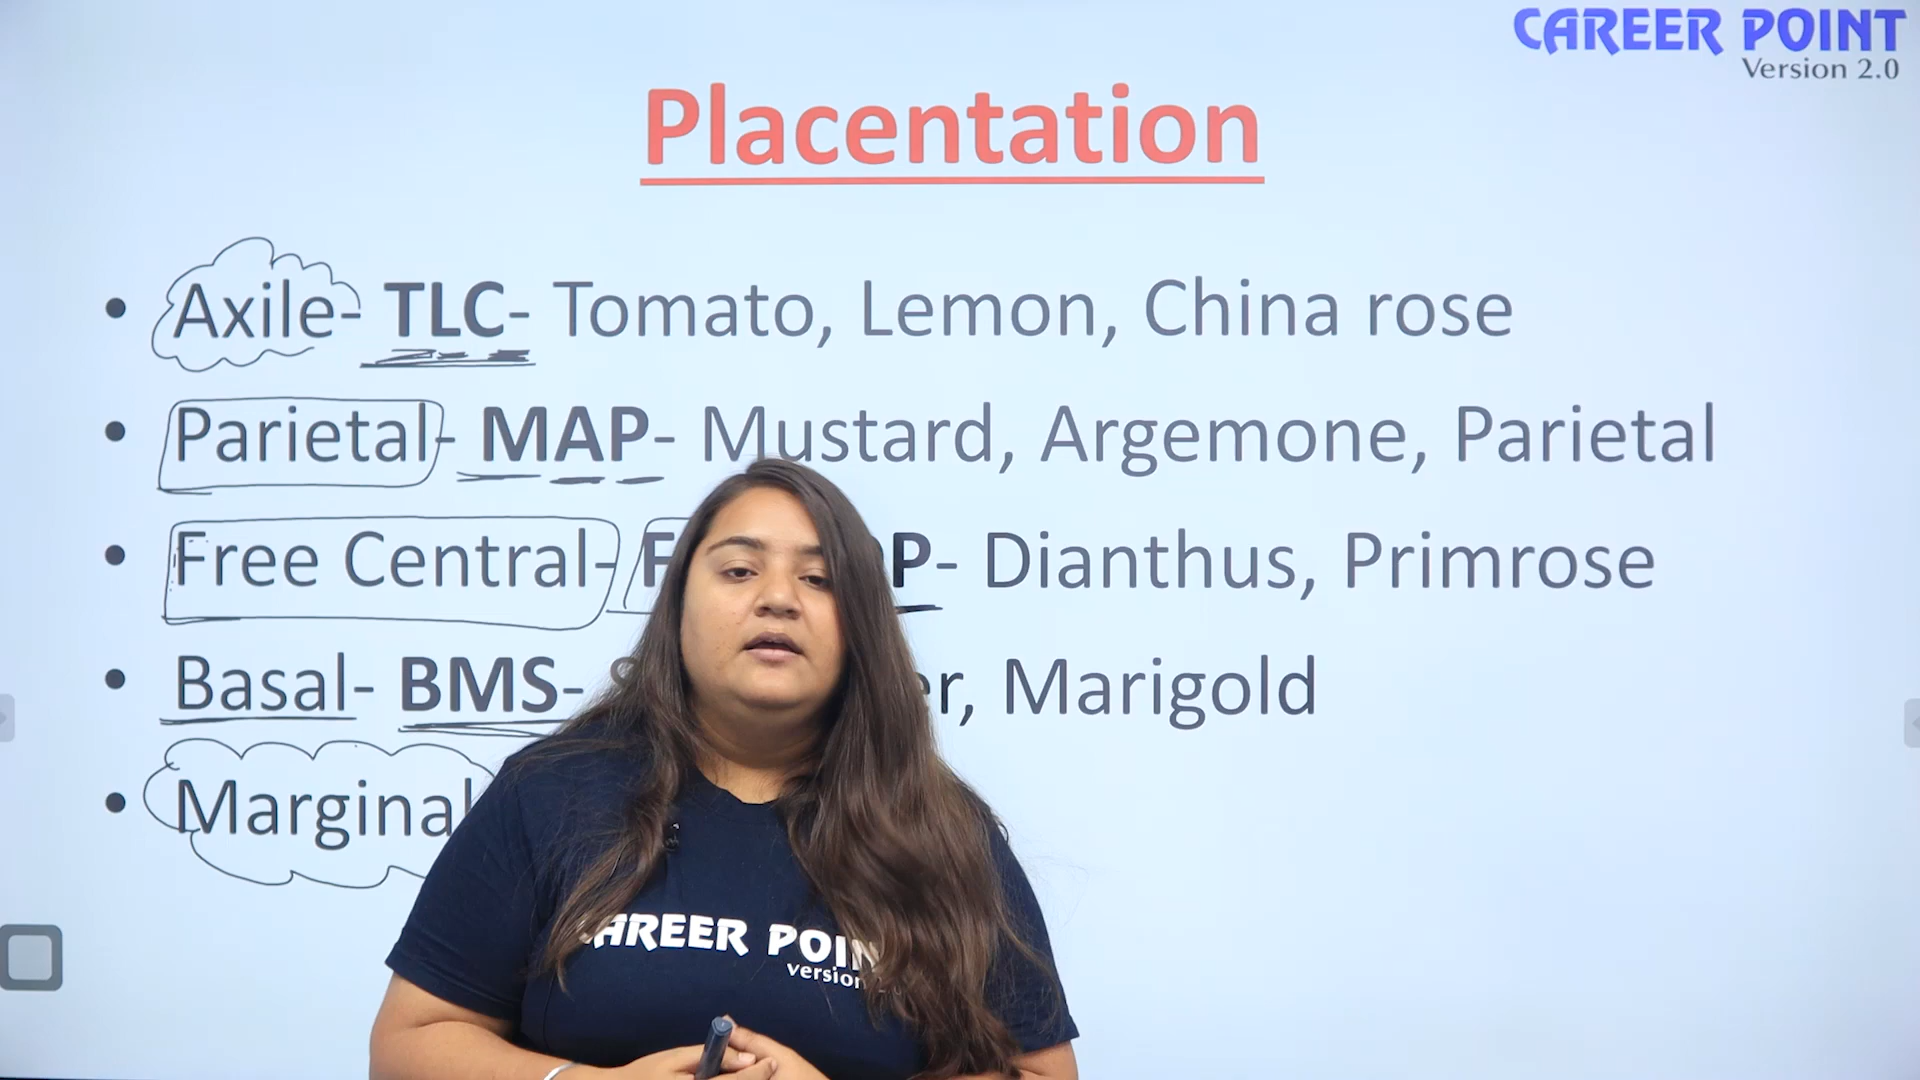 CAREER POINT
Version 2.0
Placentation
• Axile- TLC- Tomato, Lemon, China rose
• Parietal- MAP- Mustard, Argemone, Parietal
• Free Central- P- Dianthus, Primrose
• Basal- BMS- Marigold
• Marginal
CAREER POIN
version